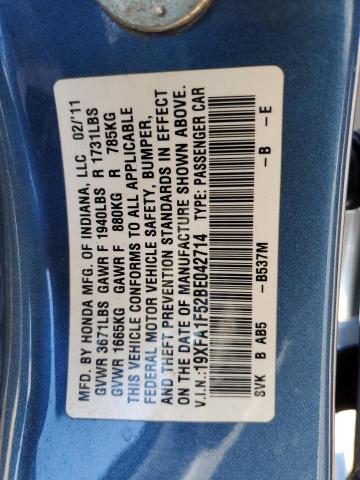 MFD. BY HONDA MFG. OF INDIANA, LLC 02/'11
GVWR 3671LBS GAWR F 1940LBS R 1731LBS
GVWR 1665KG GAWR F 880KG R 785KG
THIS VEHICLE CONFORMS TO ALL APPLICABLE
FEDERAL MOTOR VEHICLE SAFETY, BUMPER,
AND THEFT PREVENTION STANDARDS IN EFFECT
ON THE DATE OF MANUFACTURE SHOWN ABOVE.
V.I.N.:19XFA1F52BE042714 TYPE: PASSENGER CAR
SVK B AB5 -B537M -B -E